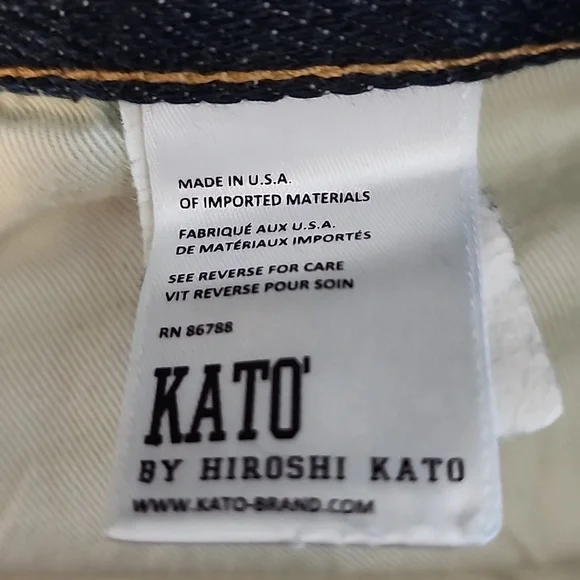 MADE IN U.S.A.
OF IMPORTED MATERIALS
FABRIQUÉ AUX U.S.A.
DE MATÉRIAUX IMPORTÉS
SEE REVERSE FOR CARE
VIT REVERSE POUR SOIN
RN 86788
KATO'
BY HIROSHI KATO
WWW.KATO-BRAND.COM